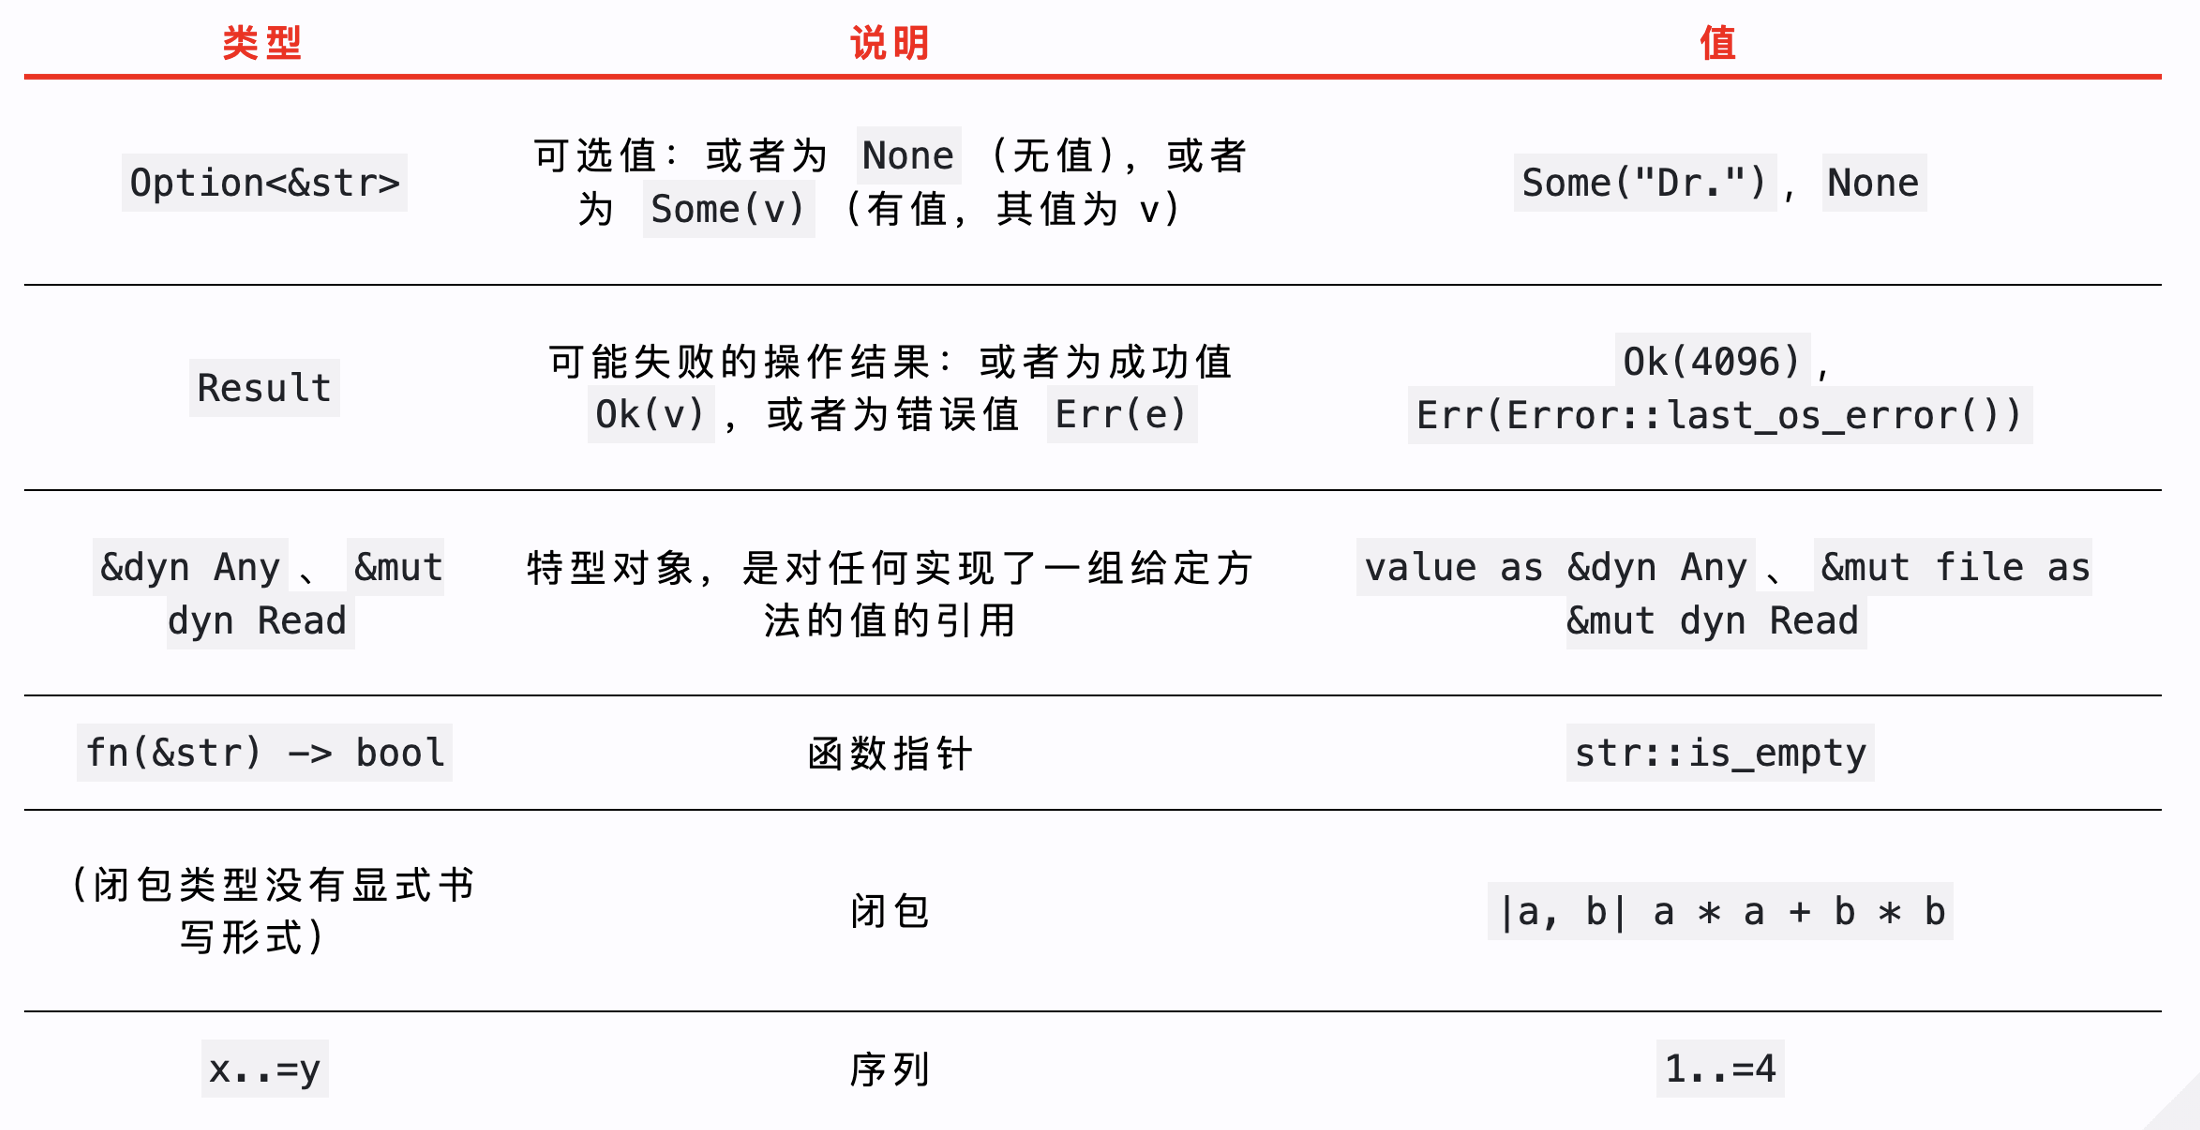 类型 说明 值
Option<&str> 可选值：或者为 None （无值），或者 Some("Dr.")，None
为 Some(v) （有值，其值为 v）
Result 可能失败的操作结果：或者为成功值 Ok(4096)，
Ok(v)，或者为错误值 Err(e) Err(Error::last_os_error())
&dyn Any、&mut 特型对象，是对任何实现了一组给定方 value as &dyn Any、&mut file as
dyn Read 法的值的引用 &mut dyn Read
fn(&str) -> bool 函数指针 str::is_empty
（闭包类型没有显式书 闭包 |a, b| a * a + b * b
写形式）
x..=y 序列 1..=4